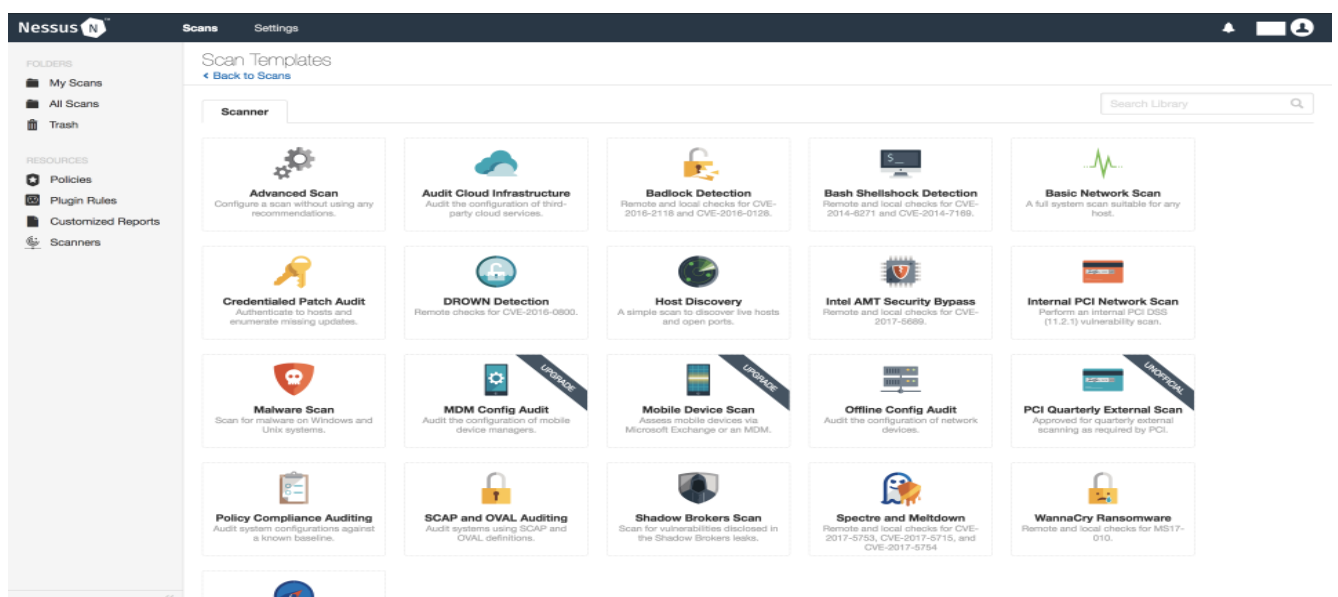 Nessus N
Scans
Settings
FOLDERS
My Scans
All Scans
Trash
RESOURCES
Policies
Plugin Rules
Customized Reports
Scanners
Scan Templates
Back to Scans
Scanner
Search Library
Advanced Scan
Configure a scan without using any
recommendations.
Audit Cloud Infrastructure
Audit the configuration of third-
party cloud services.
Badlock Detection
Remote and local checks for CVE-
2016-2118 and CVE-2016-0128.
Bash Shellshock Detection
Remote and local checks for CVE-
2014-6271 and CVE-2014-7169.
Basic Network Scan
A full system scan suitable for any
host.
Credentialed Patch Audit
Authenticate to hosts and
enumerate missing updates.
DROWN Detection
Remote checks for CVE-2016-0800.
Host Discovery
A simple scan to discover live hosts
and open ports.
Intel AMT Security Bypass
Remote and local checks for CVE-
2017-5689.
Internal PCI Network Scan
Perform an internal PCI DSS
(11.2.1) vulnerability scan.
Malware Scan
Scan for malware on Windows and
Unix systems.
UPGRADE
MDM Config Audit
Audit the configuration of mobile
device managers.
UPGRADE
Mobile Device Scan
Assess mobile devices via
Microsoft Exchange or an MDM.
Offline Config Audit
Audit the configuration of network
devices.
UNOFFICIAL
PCI Quarterly External Scan
Approved for quarterly external
scanning as required by PCI.
Policy Compliance Auditing
Audit system configurations against
a known baseline.
SCAP and OVAL Auditing
Audit systems using SCAP and
OVAL definitions.
Shadow Brokers Scan
Scan for vulnerabilities disclosed in
the Shadow Brokers leaks.
Spectre and Meltdown
Remote and local checks for CVE-
2017-5753, CVE-2017-5715, and
CVE-2017-5754
WannaCry Ransomware
Remote and local checks for MS17-
010.